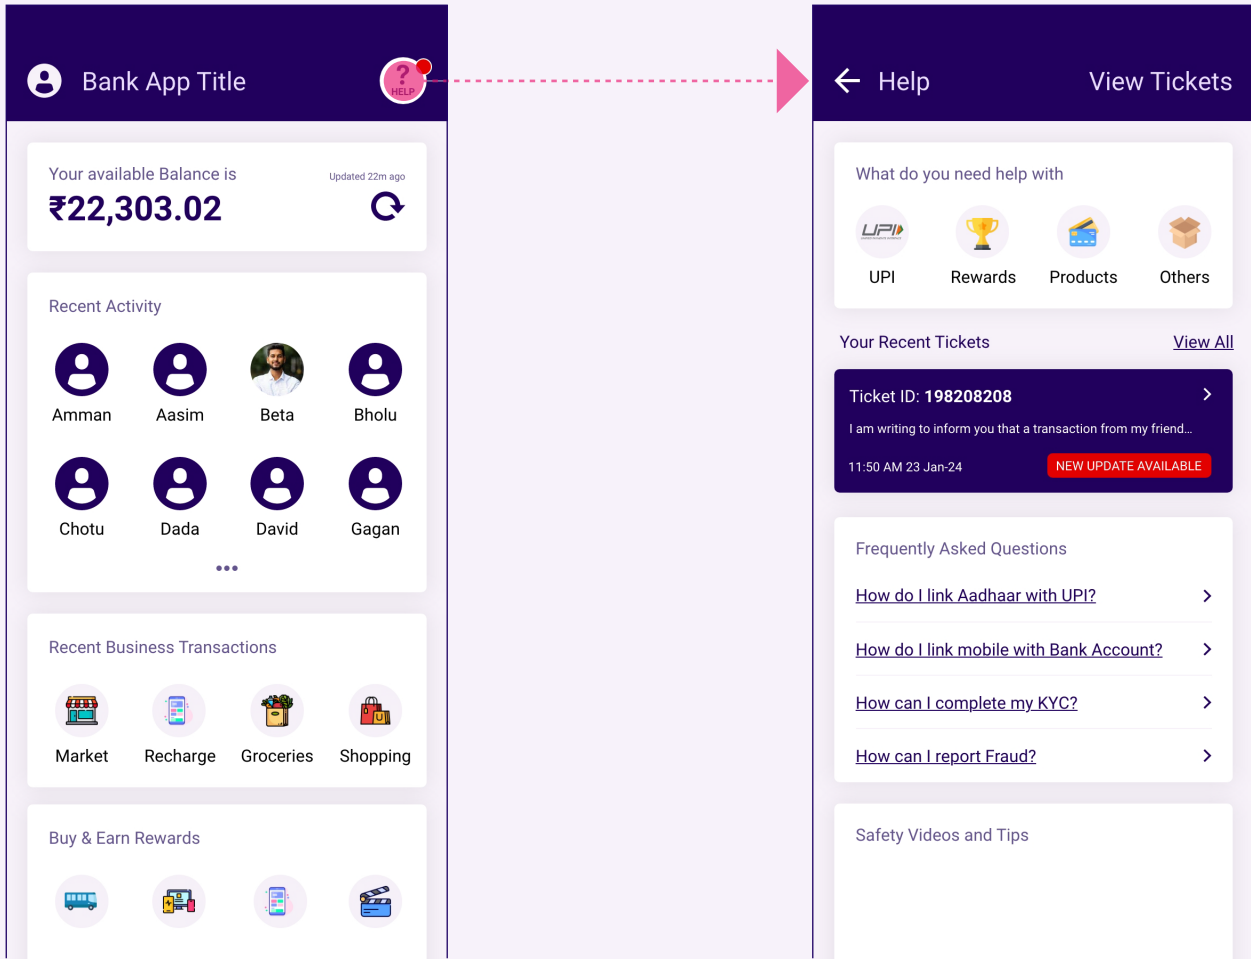 Bank App Title
?
HELP
Your available Balance is
Updated 22m ago
₹22,303.02
Recent Activity
Amman Aasim Beta Bholu
Chotu Dada David Gagan
Recent Business Transactions
Market Recharge Groceries Shopping
Buy & Earn Rewards
Help View Tickets
What do you need help with
UPI
UPI Rewards Products Others
Your Recent Tickets View All
Ticket ID: 198208208
I am writing to inform you that a transaction from my friend...
11:50 AM 23 Jan-24 NEW UPDATE AVAILABLE
Frequently Asked Questions
How do I link Aadhaar with UPI?
How do I link mobile with Bank Account?
How can I complete my KYC?
How can I report Fraud?
Safety Videos and Tips